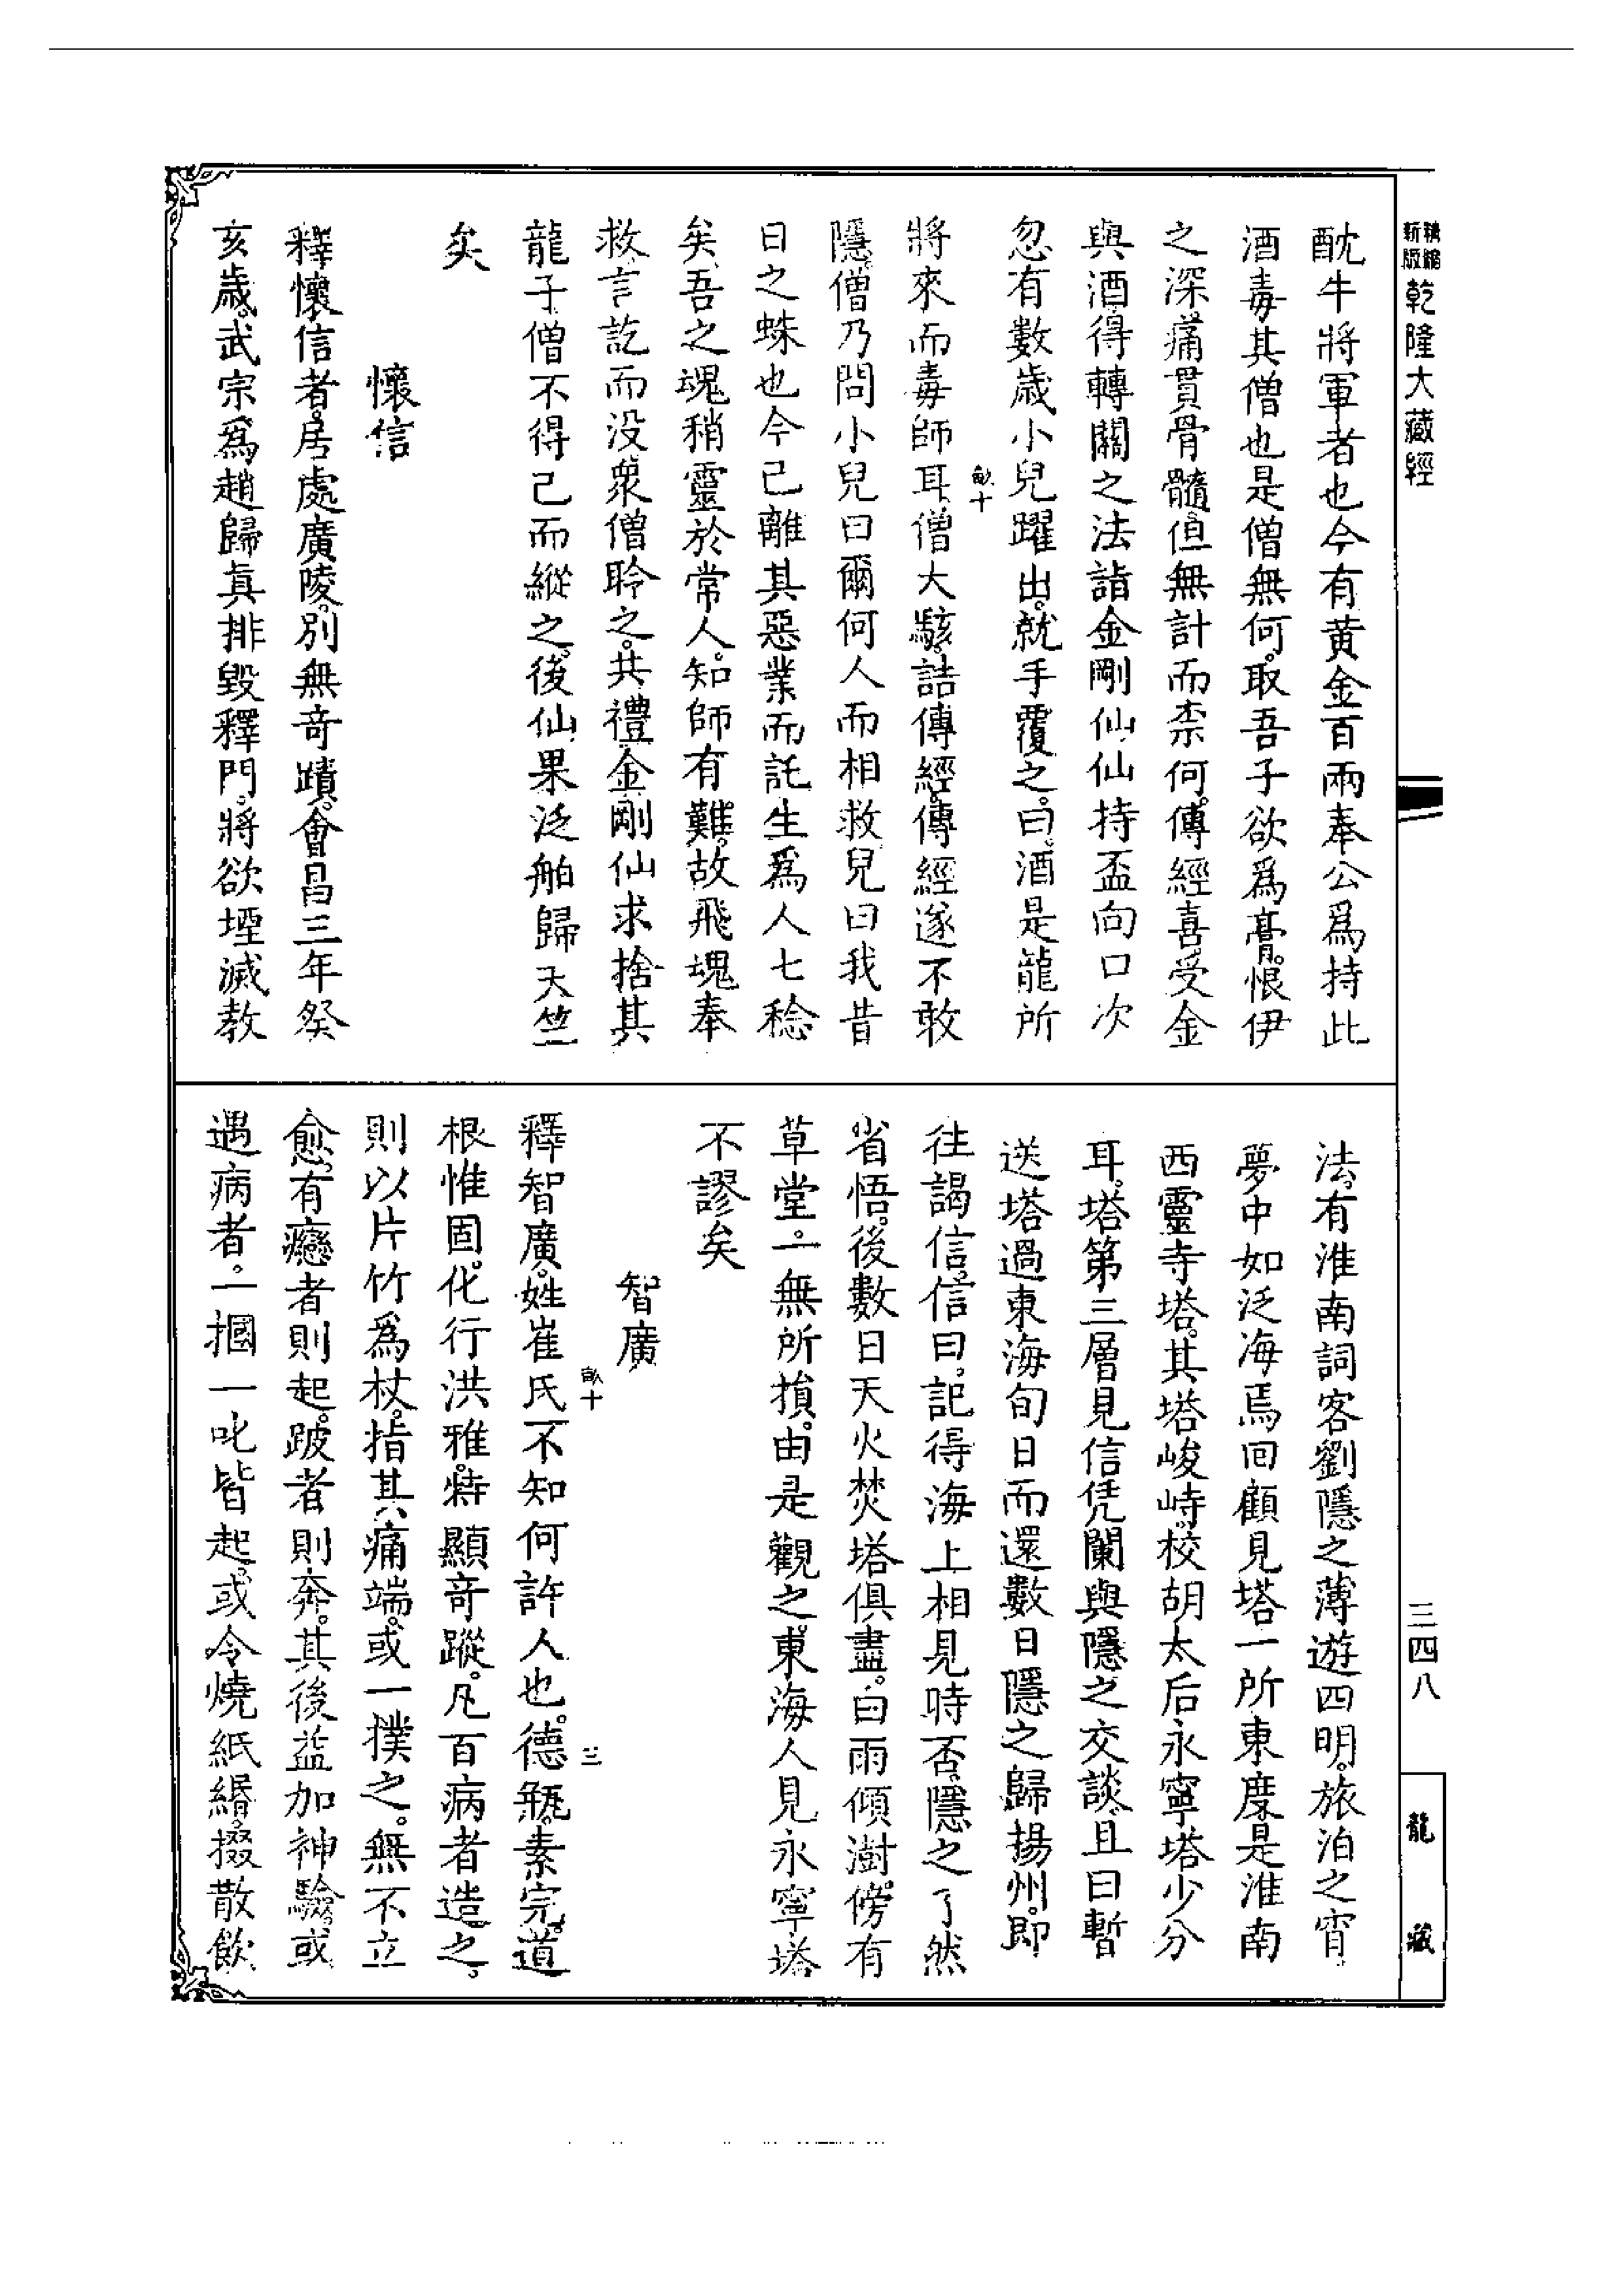 新編縮版乾隆大藏經
酖牛將軍者也今有黃金百兩奉公爲持此
酒毒其僧也是僧無何。取吾子欲爲膏。恨伊
之深。痛貫骨髓。但無計而柰何。傳經喜受金
與酒。得轉關之法詣金剛仙仙持盃向口次
忽有數歲小兒躍出。就手覆之。曰。酒是龍所
將來而毒師耳。僧大駭。詰傳經。傳經遂不敢
隱。僧乃問小兒曰爾何人而相救兒曰我昔
日之蛛也今已離其惡業而託生爲人七稔
矣。吾之魂稍靈於常人。知師有難。故飛魂奉
救。言訖而没衆僧聆之。共禮金剛仙求捨其
龍子僧不得已而縱之。後仙果泛舶歸天竺
矣
懷信
釋懷信者。居處廣陵。別無奇蹟。會昌三年癸
亥歲。武宗爲趙歸眞排毀釋門。將欲堙滅教
法。有淮南詞客劉隱之薄遊四明。旅泊之宵
夢中如泛海焉回顧見塔一所東度。是淮南
西靈寺塔。其塔峻峙。校胡太后永寧塔少分
耳。塔第三層見信凭闌與隱之交談。且曰暫
送塔過東海旬日而還數日隱之歸揚州。即
往謁信。信曰。記得海上相見時否。隱之了然
省悟。後數日天火焚塔俱盡。白雨傾澍。傍有
草堂。一無所損。由是觀之。東海人見永寧塔
不謬矣
智廣
釋智廣。姓崔氏不知何許人也。德瓶。素完。道
根惟固。化行洪雅。特顯奇蹤。凡百病者造之。
則以片竹爲杖。指其痛端。或一撲之。無不立
愈。有癴者則起。跛者則奔。其後益加神驗。或
遇病者。一摑一叱皆起。或令燒紙緡。掇散飲
三四八
龍藏